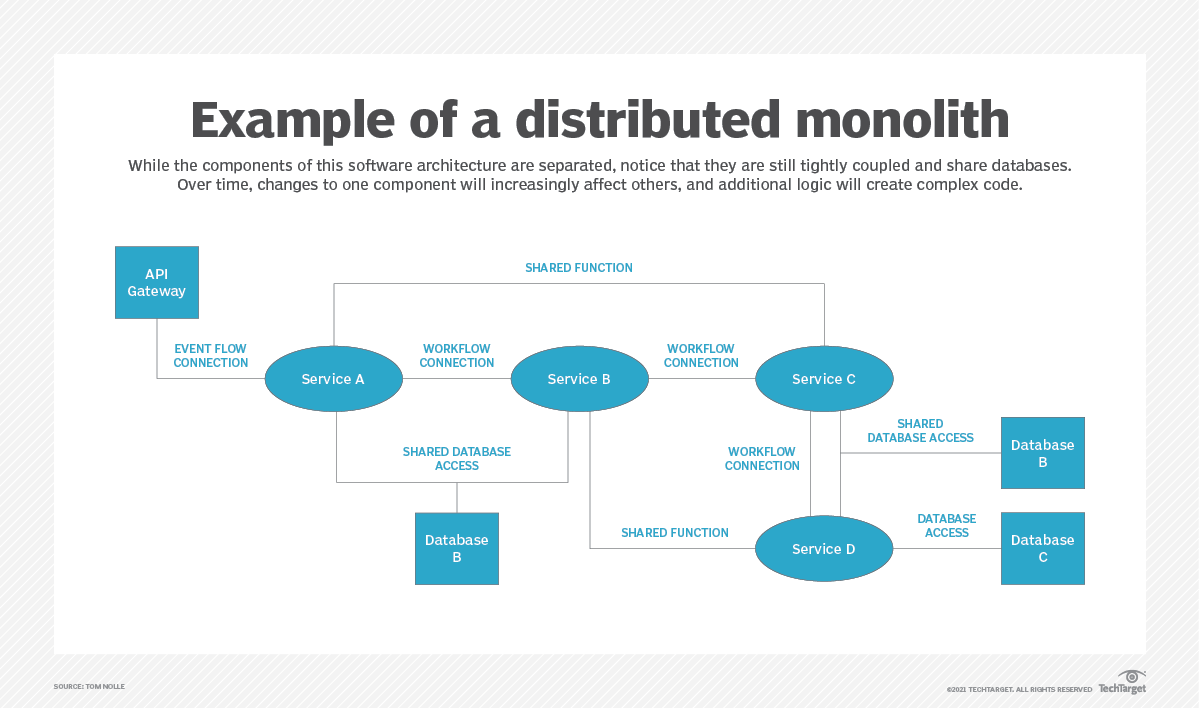 Example of a distributed monolith
While the components of this software architecture are separated, notice that they are still tightly coupled and share databases.
Over time, changes to one component will increasingly affect others, and additional logic will create complex code.
API
Gateway
SHARED FUNCTION
EVENT FLOW
CONNECTION
Service A
WORKFLOW
CONNECTION
Service B
WORKFLOW
CONNECTION
Service C
SHARED DATABASE
ACCESS
Database
B
WORKFLOW
CONNECTION
SHARED
DATABASE ACCESS
Database
B
SHARED FUNCTION
Service D
DATABASE
ACCESS
Database
C
SOURCE: TOM NOLLE
©2021 TECHTARGET. ALL RIGHTS RESERVED
TechTarget